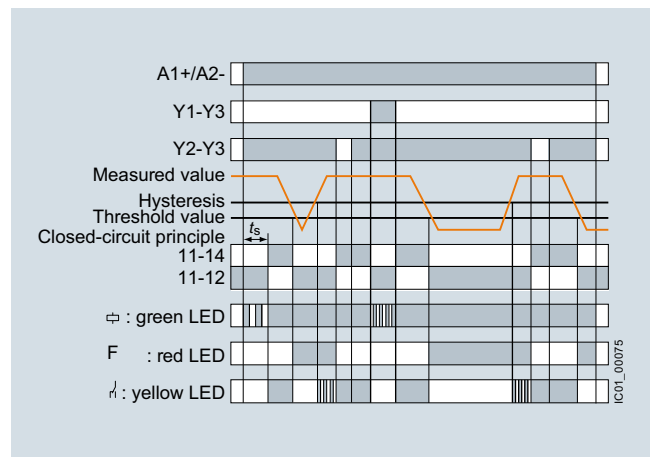 A1+/A2-
Y1-Y3
Y2-Y3
Measured value
Hysteresis
Threshold value
Closed-circuit principle
ts
11-14
11-12
: green LED
F : red LED
: yellow LED
IC01_00075